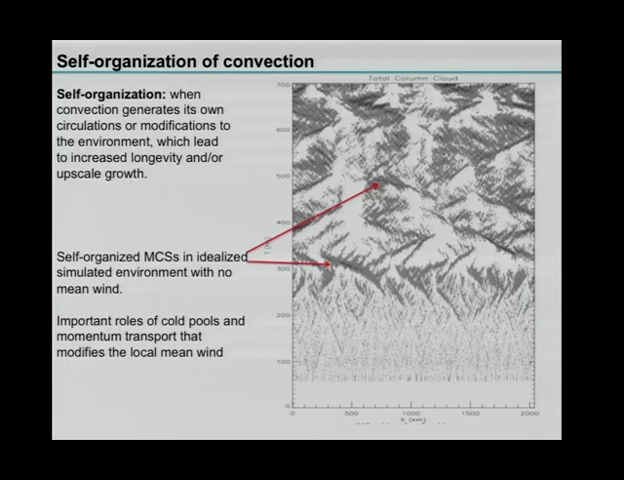 Self-organization of convection
Self-organization: when
convection generates its own
circulations or modifications to
the environment, which lead
to increased longevity and/or
upscale growth.
Self-organized MCSs in idealized
simulated environment with no
mean wind.
Important roles of cold pools and
momentum transport that
modifies the local mean wind
Total Column Cloud
700
600
500
400
300
200
100
0
0 500 1000 1500 2000
X (km)